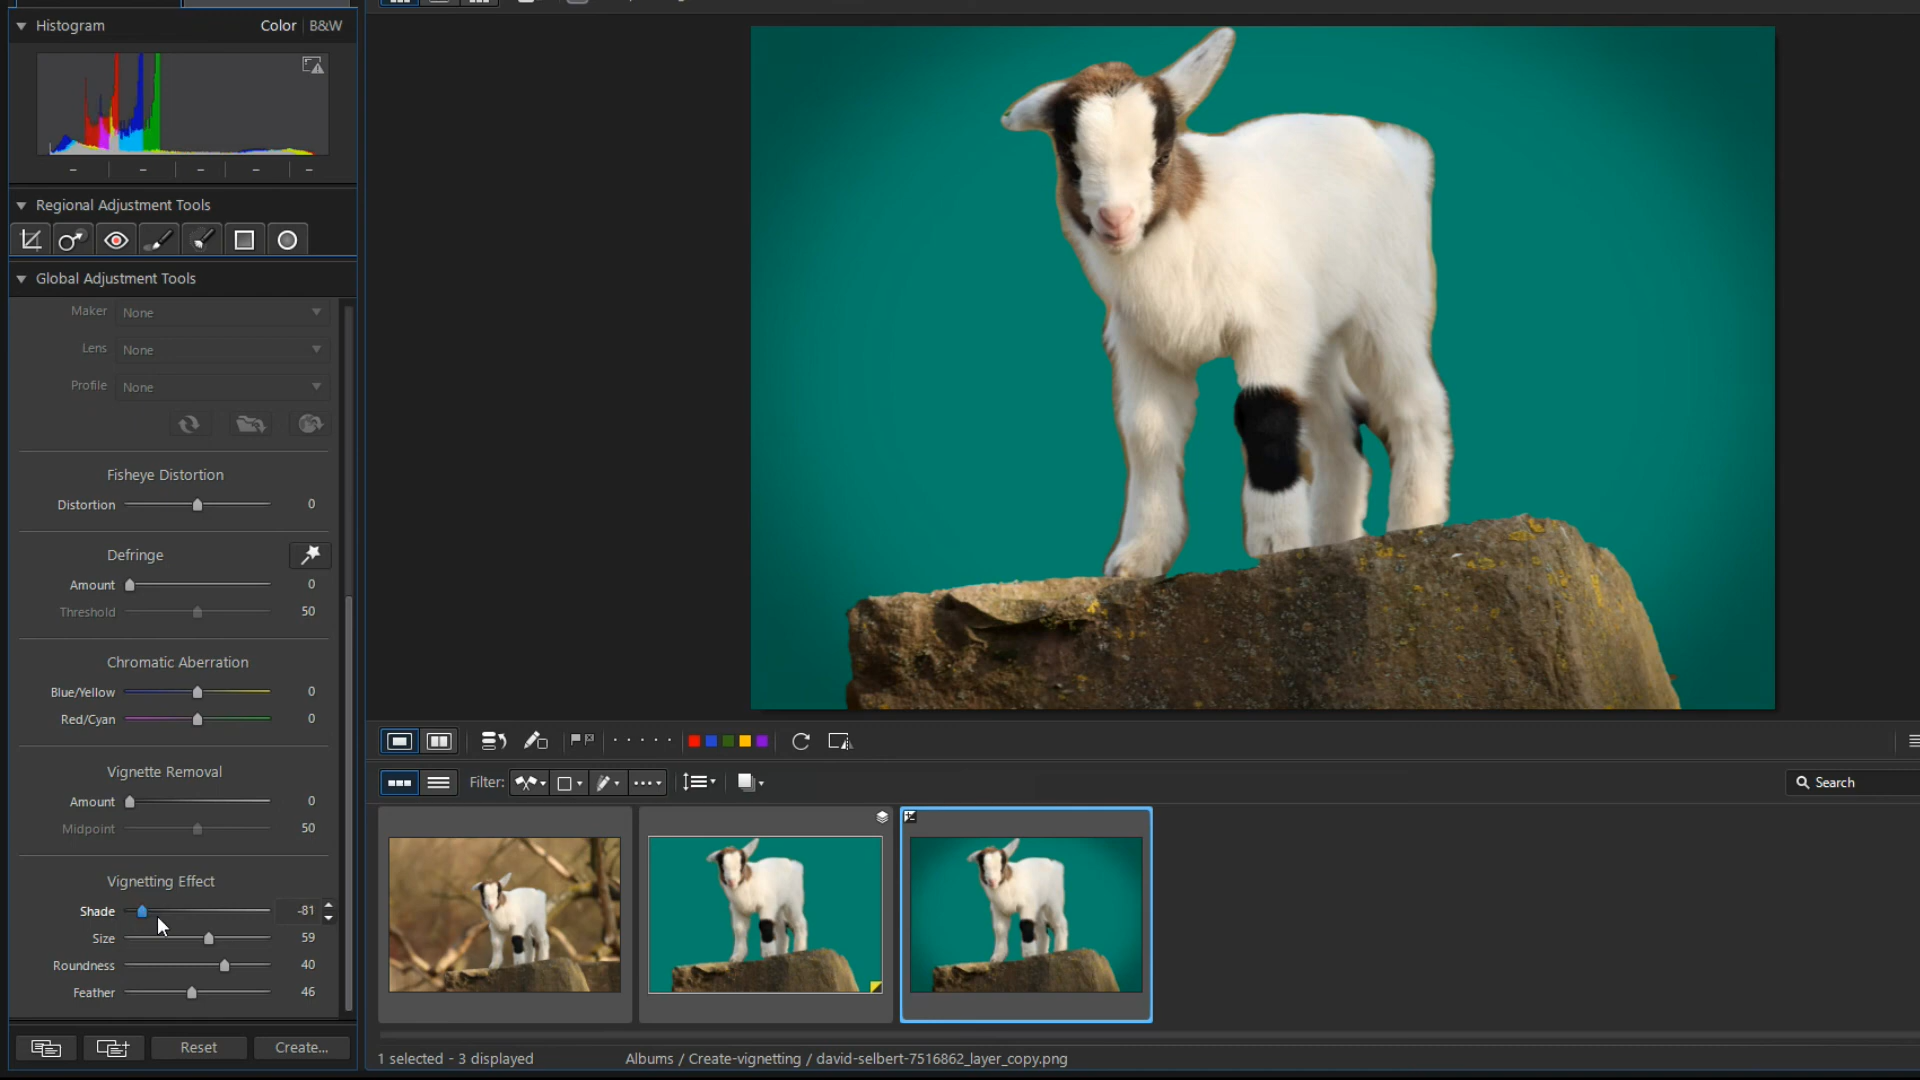 Histogram Color B&W
Regional Adjustment Tools
Global Adjustment Tools
Maker None
Lens None
Profile None
Fisheye Distortion
Distortion 0
Defringe
Amount 0
Threshold 50
Chromatic Aberration
Blue/Yellow 0
Red/Cyan 0
Vignette Removal
Amount 0
Midpoint 50
Vignetting Effect
Shade -81
Size 59
Roundness 40
Feather 46
Reset Create...
Filter:
Search
1 selected - 3 displayed Albums / Create-vignetting / david-selbert-7516862_layer_copy.png